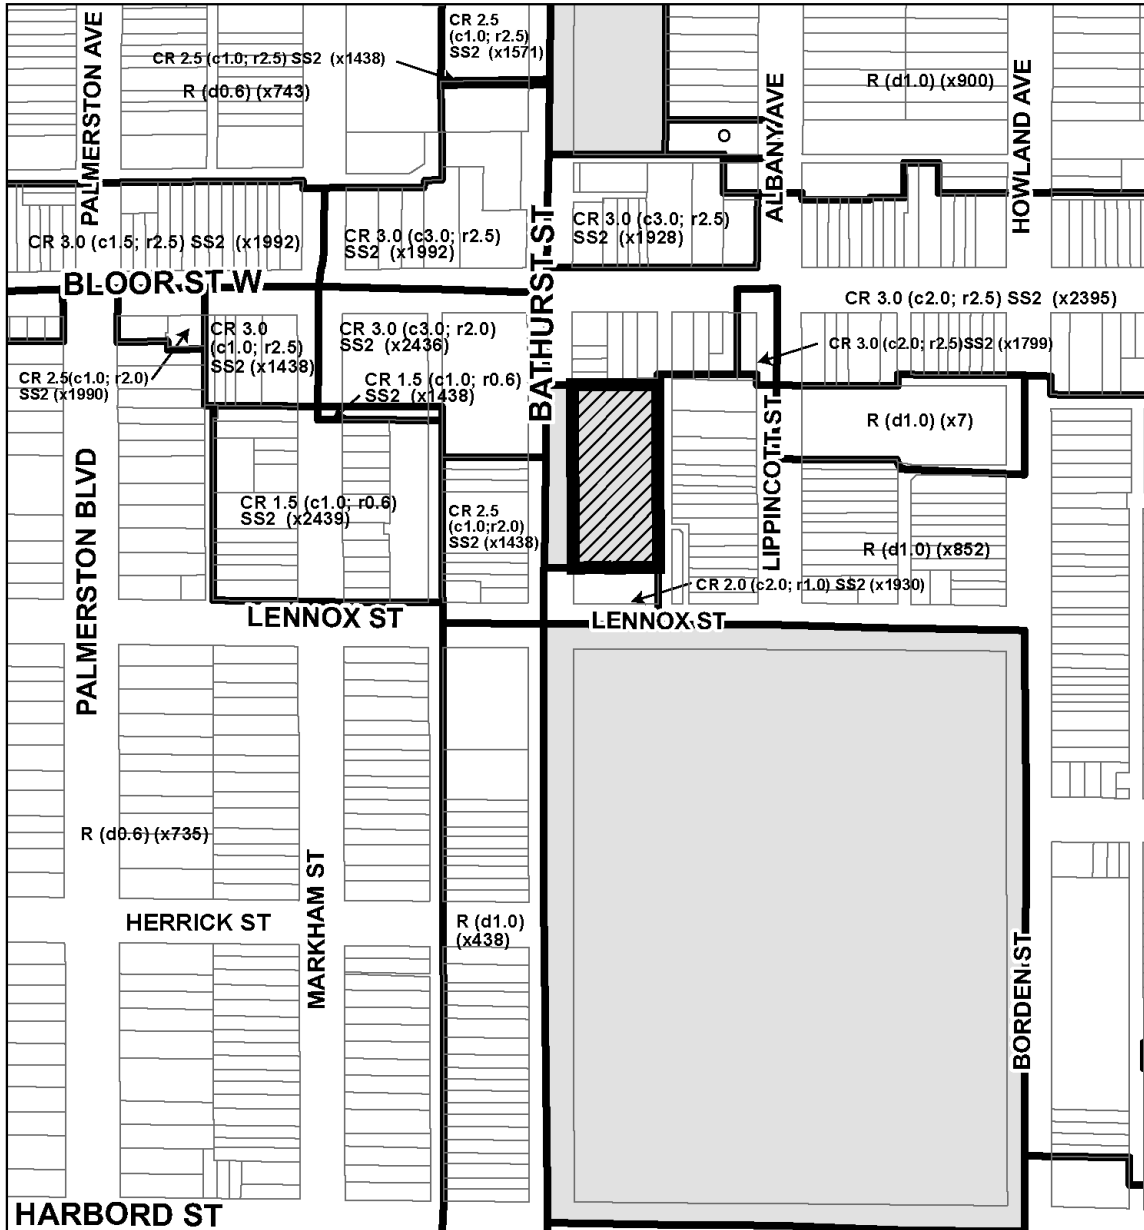 PALMERSTON AVE
CR 2.5
(c1.0; r2.5)
SS2 (x1571)
CR 2.5 (c1.0; r2.5) SS2 (x1438)
R (d0.6) (x743)
ALBANY AVE
R (d1.0) (x900)
HOWLAND AVE
O
CR 3.0 (c1.5; r2.5) SS2 (x1992)
CR 3.0 (c3.0; r2.5)
SS2 (x1992)
BATHURST ST
CR 3.0 (c3.0; r2.5)
SS2 (x1928)
BLOOR ST W
CR 3.0 (c2.0; r2.5) SS2 (x2395)
CR 3.0
(c1.0; r2.5)
SS2 (x1438)
CR 3.0 (c3.0; r2.0)
SS2 (x2436)
CR 3.0 (c2.0; r2.5)SS2 (x1799)
CR 2.5(c1.0; r2.0)
SS2 (x1990)
CR 1.5 (c1.0; r0.6)
SS2 (x1438)
LIPPINCOTT ST
R (d1.0) (x7)
PALMERSTON BLVD
CR 1.5 (c1.0; r0.6)
SS2 (x2439)
CR 2.5
(c1.0;r2.0)
SS2 (x1438)
R (d1.0) (x852)
CR 2.0 (c2.0; r1.0) SS2 (x1930)
LENNOX ST
LENNOX ST
R (d0.6) (x735)
MARKHAM ST
HERRICK ST
R (d1.0)
(x438)
BORDEN ST
HARBORD ST